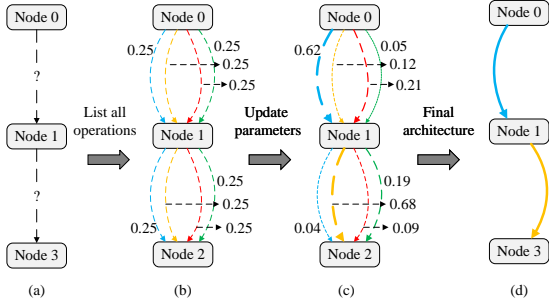 Node 0
?
Node 1
?
Node 3
(a)
List all
operations
Node 0
0.25
0.25
0.25
0.25
Node 1
0.25
0.25
0.25
0.25
Node 2
(b)
Update
parameters
Node 0
0.62
0.05
0.12
0.21
Node 1
0.19
0.68
0.04
0.09
Node 2
(c)
Final
architecture
Node 0
Node 1
Node 3
(d)